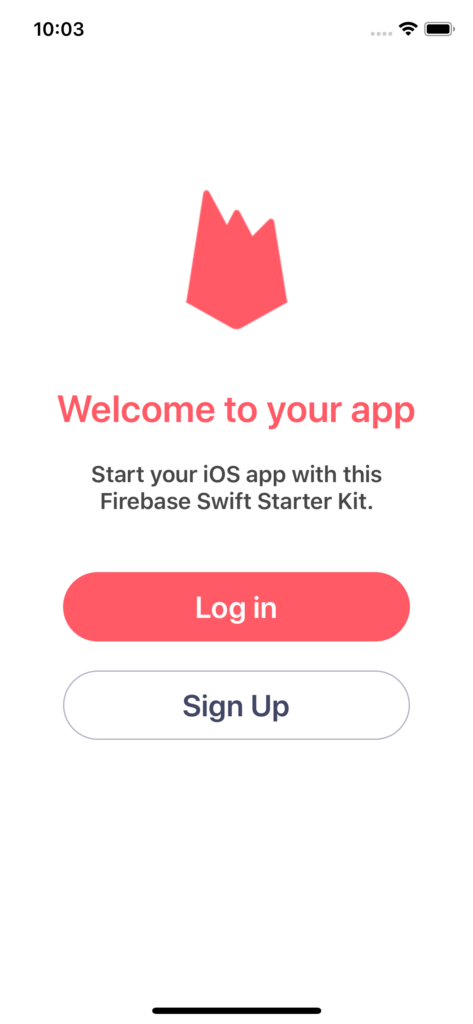 10:03
Welcome to your app
Start your iOS app with this
Firebase Swift Starter Kit.
Log in
Sign Up